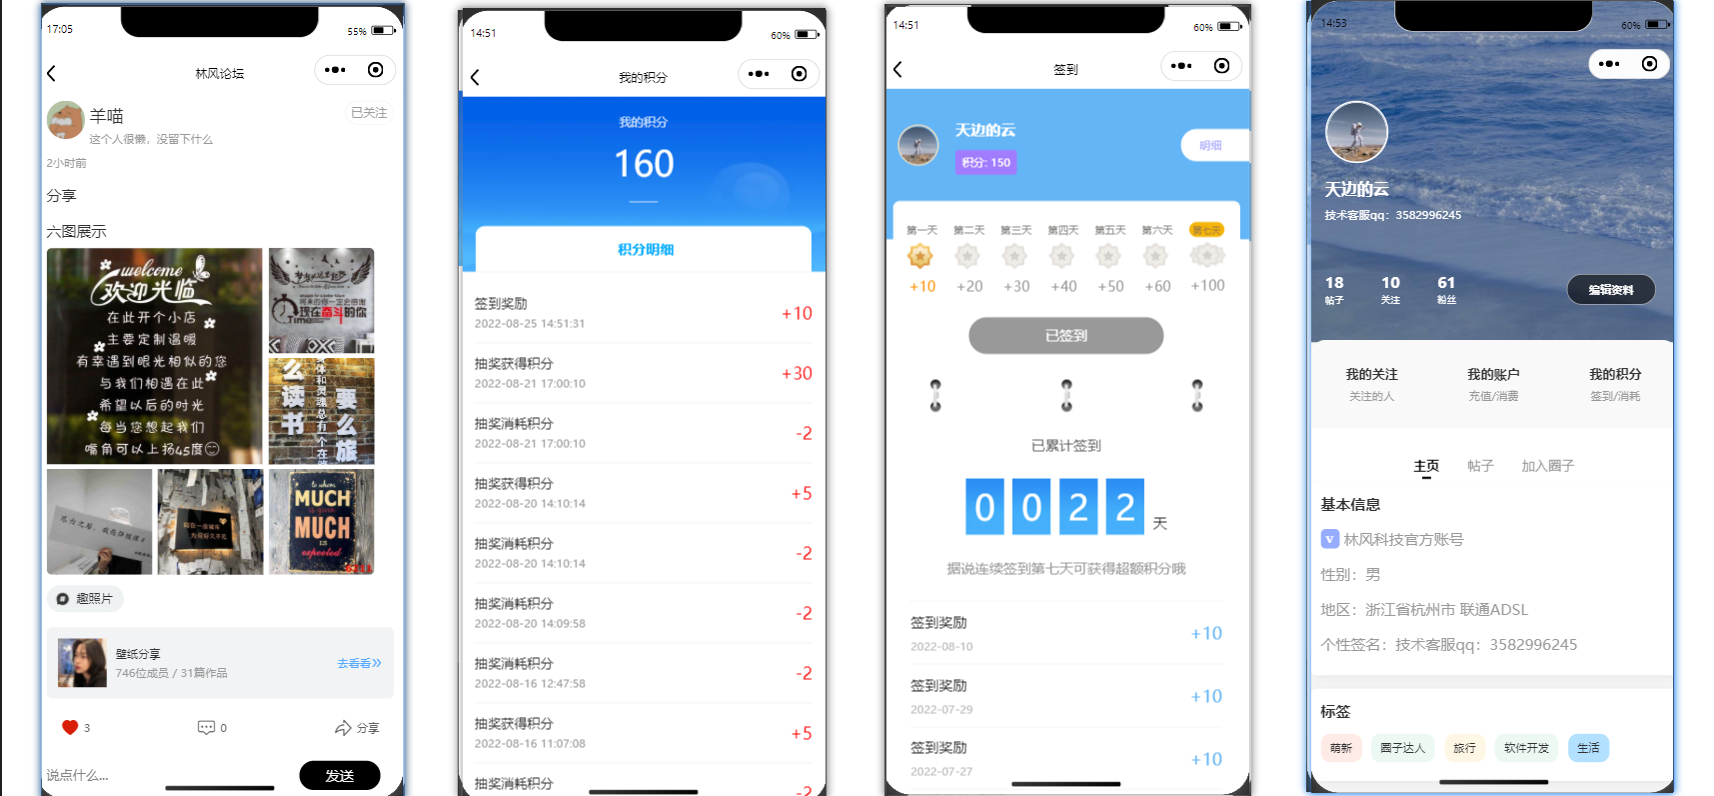 17:05
55%
林风论坛
羊喵
已关注
这个人很懒，没留下什么
2小时前
分享
六图展示
welcome
欢迎光临
在此开个小店
主要定制温暖
有幸遇到眼光相似的您
与我们相遇在此
希望以后的时光
每当您想起我们
嘴角可以上扬45度
Time
现在奋斗的你
么读书
要么旅
to whom
MUCH
is given
MUCH
is
expected
趣照片
壁纸分享
746位成员 / 31篇作品
去看看
3
0
分享
说点什么...
发送
14:51
60%
我的积分
我的积分
160
积分明细
签到奖励
2022-08-25 14:51:31
+10
抽奖获得积分
2022-08-21 17:00:10
+30
抽奖消耗积分
2022-08-21 17:00:10
-2
抽奖获得积分
2022-08-20 14:10:14
+5
抽奖消耗积分
2022-08-20 14:10:14
-2
抽奖消耗积分
2022-08-20 14:09:58
-2
抽奖消耗积分
2022-08-16 12:47:58
-2
抽奖获得积分
2022-08-16 11:07:08
+5
抽奖消耗积分
-2
14:51
60%
签到
天边的云
积分: 150
明细
第一天 第二天 第三天 第四天 第五天 第六天 第七天
+10 +20 +30 +40 +50 +60 +100
已签到
已累计签到
0 0 2 2 天
据说连续签到第七天可获得超额积分哦
签到奖励
2022-08-10
+10
签到奖励
2022-07-29
+10
签到奖励
2022-07-27
+10
14:53
60%
天边的云
技术客服qq：3582996245
18 10 61
帖子 关注 粉丝
编辑资料
我的关注 我的账户 我的积分
关注的人 充值/消费 签到/消耗
主页 帖子 加入圈子
基本信息
V 林风科技官方账号
性别：男
地区：浙江省杭州市 联通ADSL
个性签名：技术客服qq：3582996245
标签
萌新 圈子达人 旅行 软件开发 生活